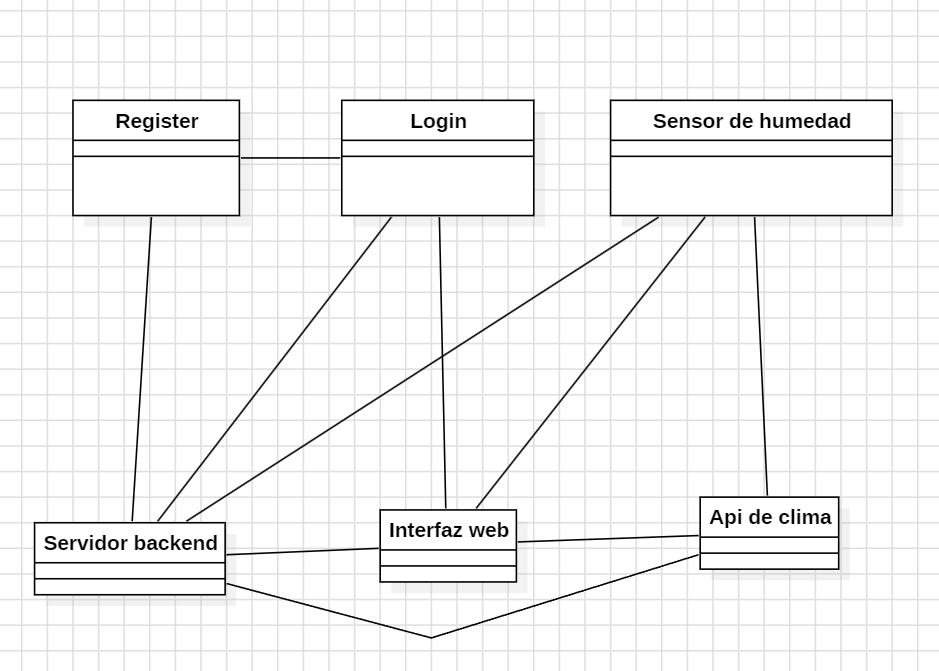 Register
Login
Sensor de humedad
Servidor backend
Interfaz web
Api de clima